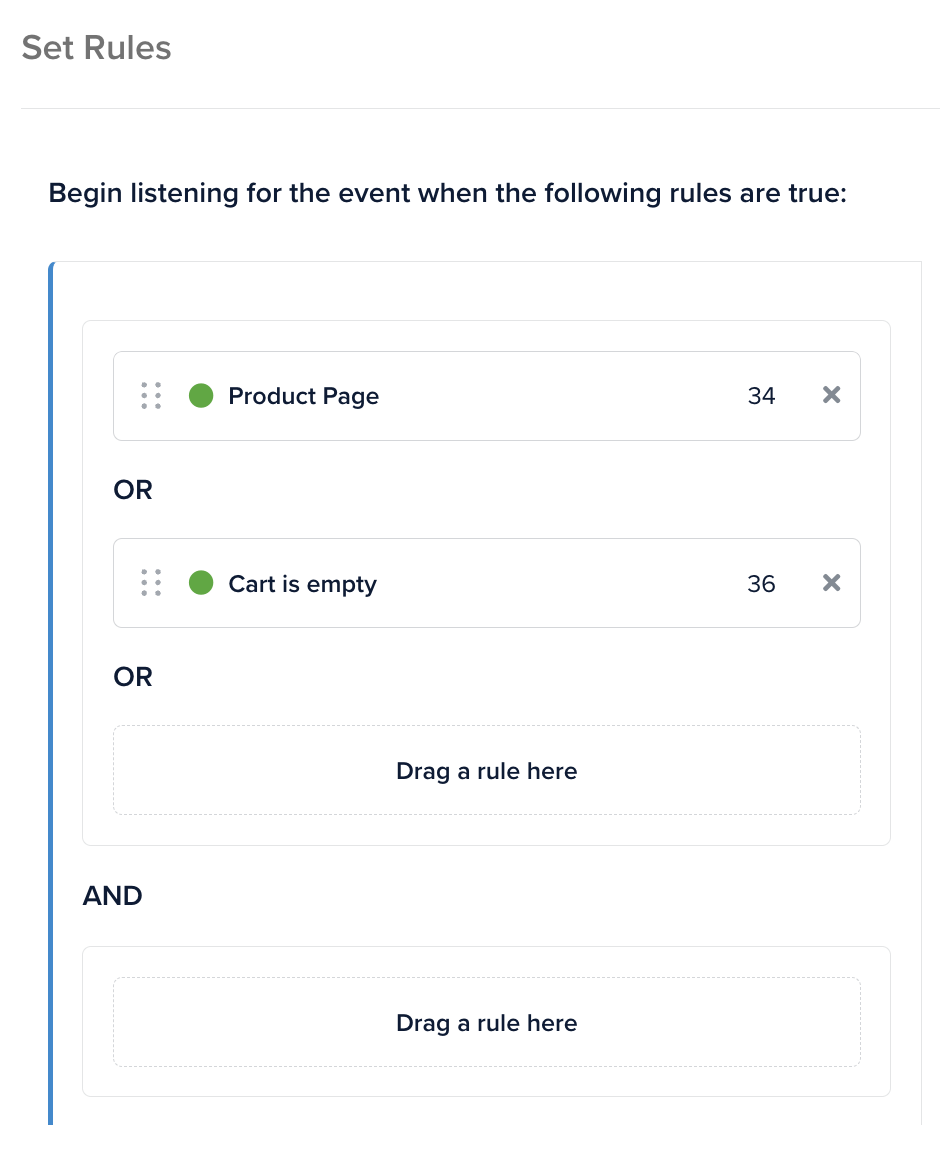 Set Rules
Begin listening for the event when the following rules are true:
Product Page 34
OR
Cart is empty 36
OR
Drag a rule here
AND
Drag a rule here